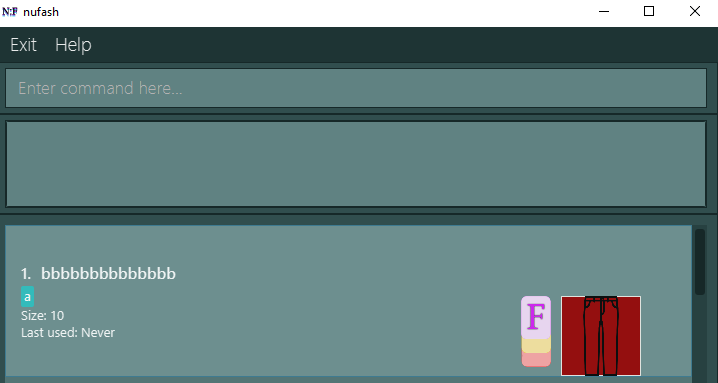 N:F nufash
Exit Help
Enter command here...
1. bbbbbbbbbbbbbb
a
Size: 10
Last used: Never
F